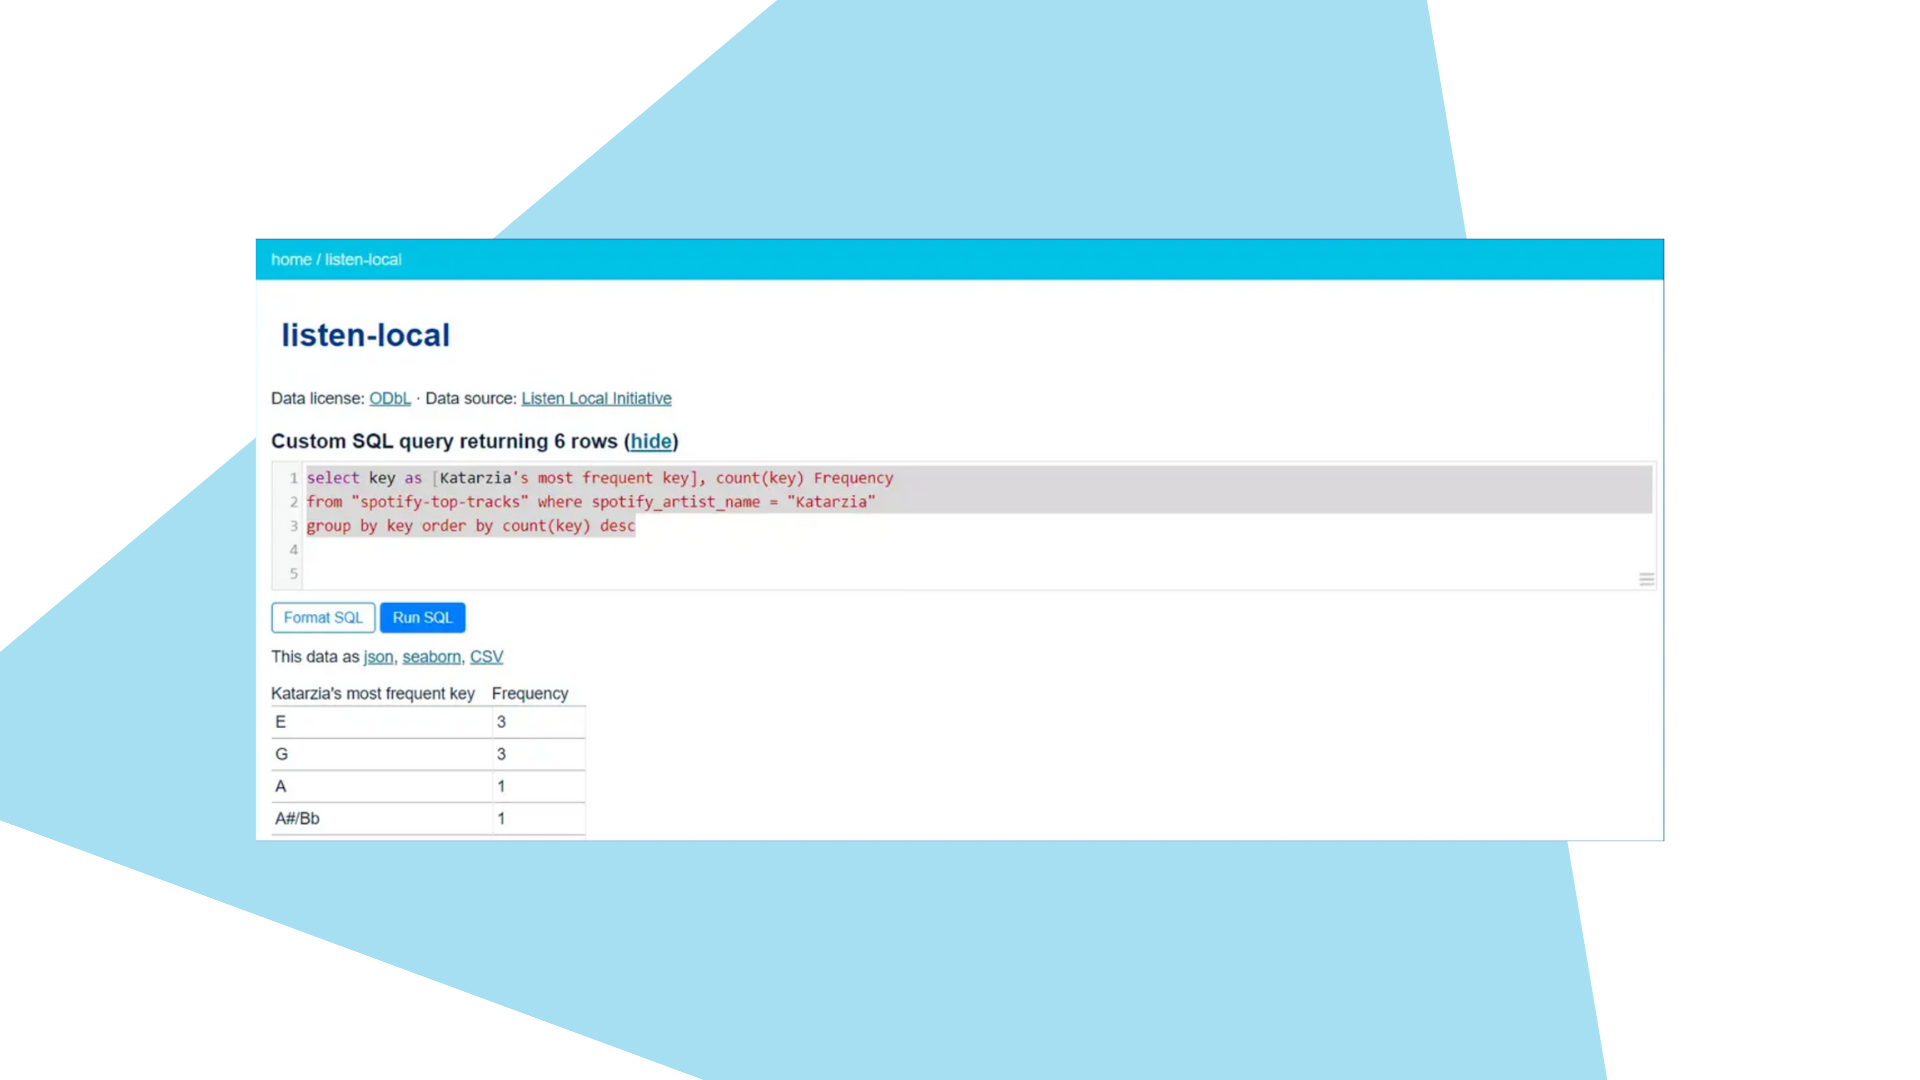 home / listen-local
listen-local
Data license: ODbL · Data source: Listen Local Initiative
Custom SQL query returning 6 rows (hide)
1 select key as [Katarzia's most frequent key], count(key) Frequency
2 from "spotify-top-tracks" where spotify_artist_name = "Katarzia"
3 group by key order by count(key) desc
4
5
Format SQL Run SQL
This data as json, seaborn, CSV
Katarzia's most frequent key Frequency
E 3
G 3
A 1
A#/Bb 1